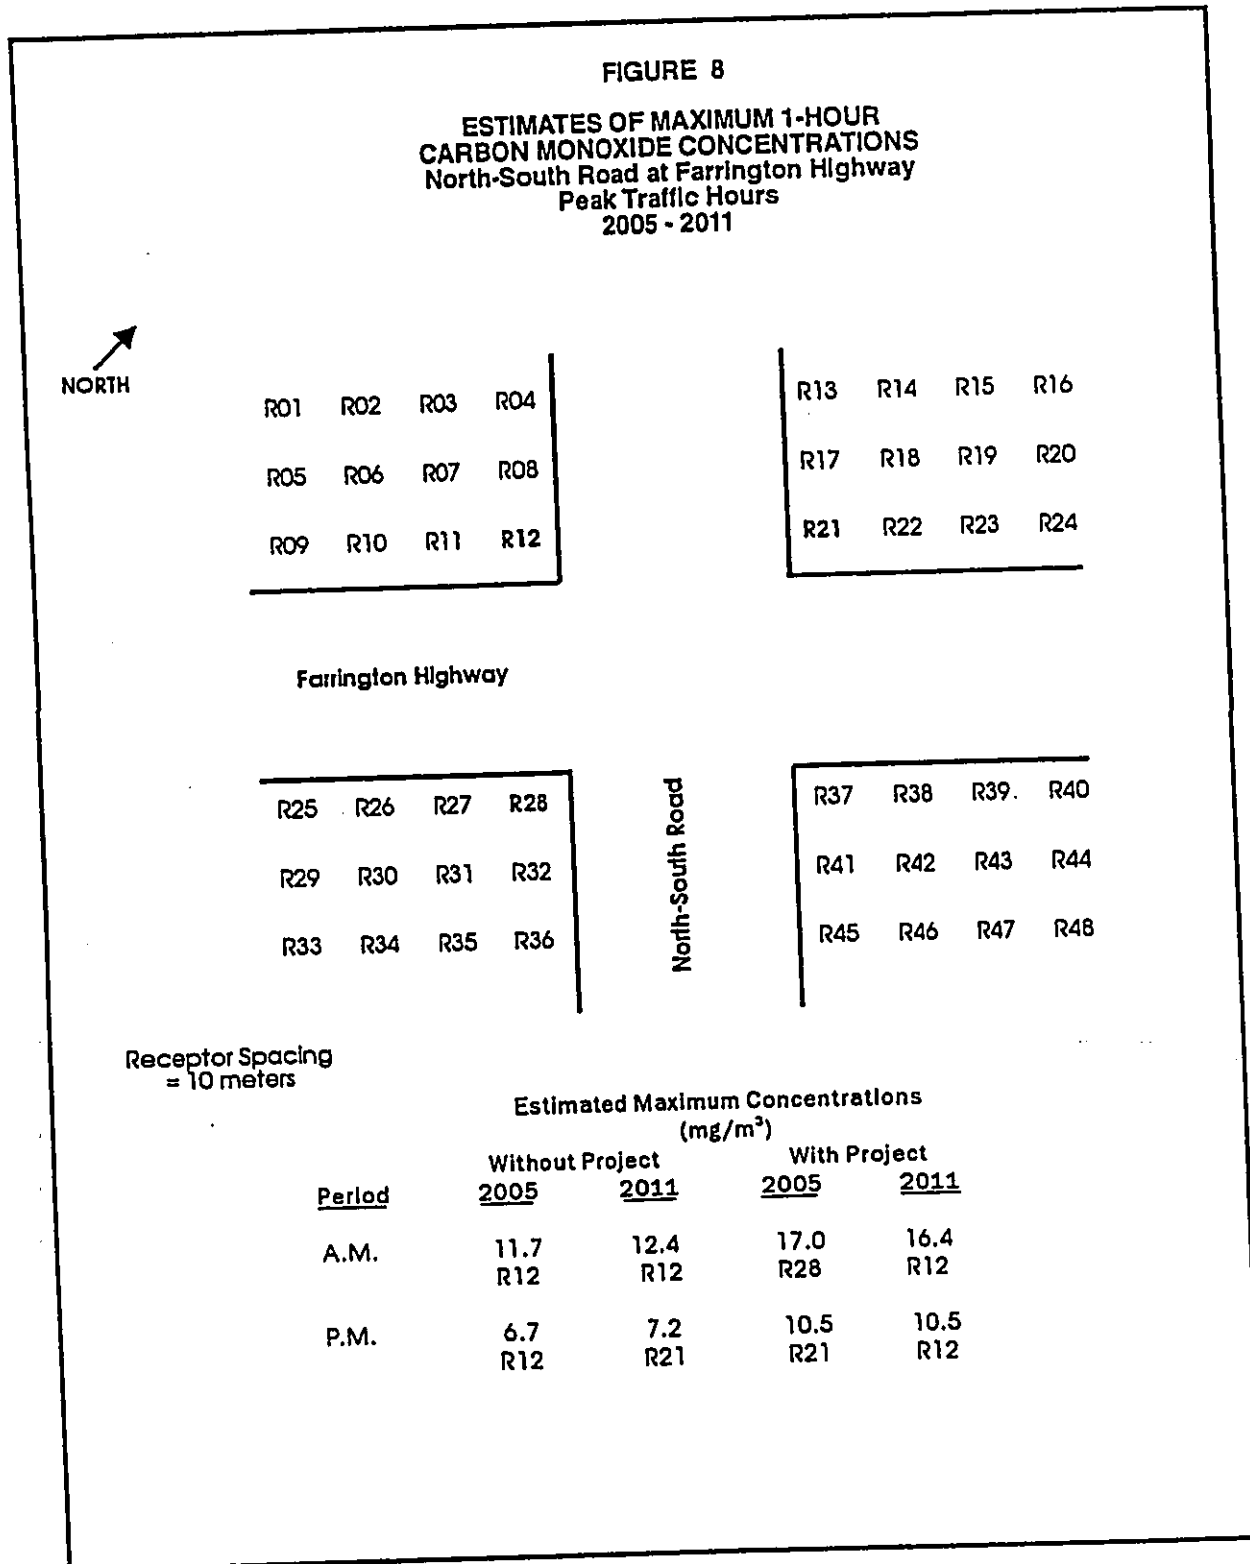 FIGURE 8
ESTIMATES OF MAXIMUM 1-HOUR
CARBON MONOXIDE CONCENTRATIONS
North-South Road at Farrington Highway
Peak Traffic Hours
2005 - 2011
NORTH
R01 R02 R03 R04 R13 R14 R15 R16
R05 R06 R07 R08 R17 R18 R19 R20
R09 R10 R11 R12 R21 R22 R23 R24
Farrington Highway
R25 R26 R27 R28 R37 R38 R39 R40
R29 R30 R31 R32 R41 R42 R43 R44
R33 R34 R35 R36 R45 R46 R47 R48
North-South Road
Receptor Spacing
= 10 meters
Estimated Maximum Concentrations
(mg/m³)
Without Project With Project
Period 2005 2011 2005 2011
A.M. 11.7 12.4 17.0 16.4
R12 R12 R28 R12
P.M. 6.7 7.2 10.5 10.5
R12 R21 R21 R12